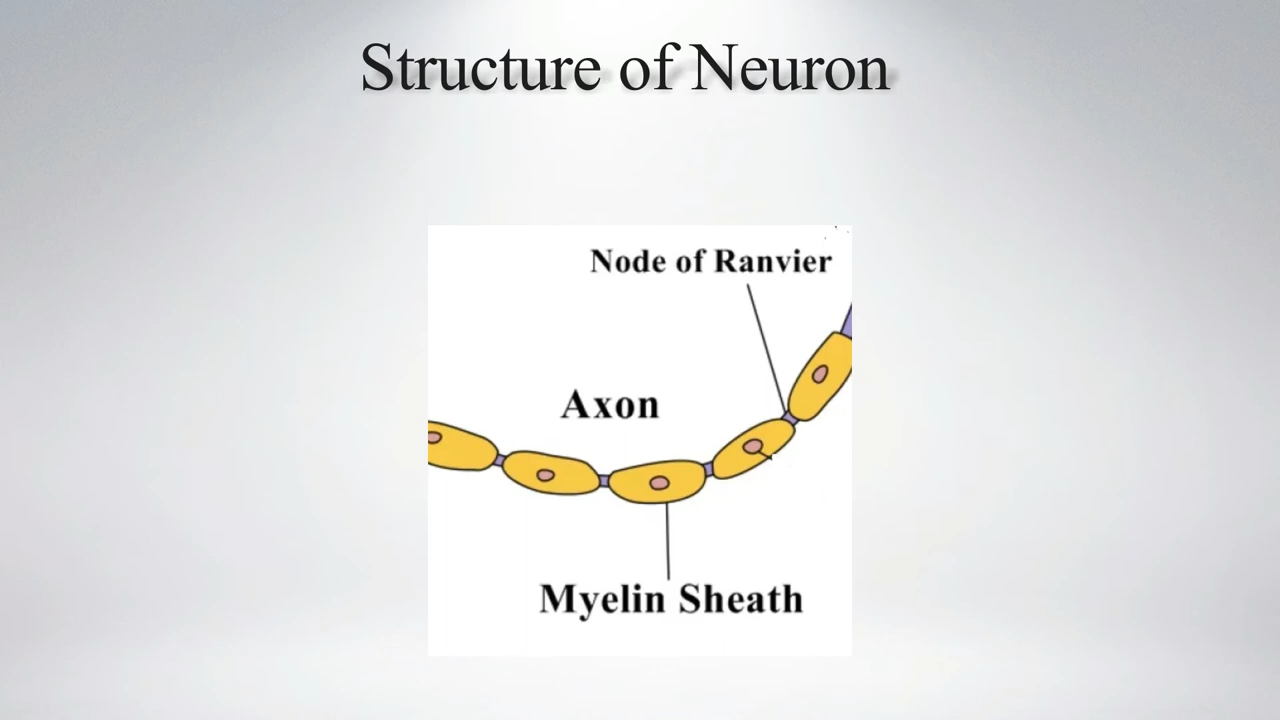 Structure of Neuron
Node of Ranvier
Axon
Myelin Sheath